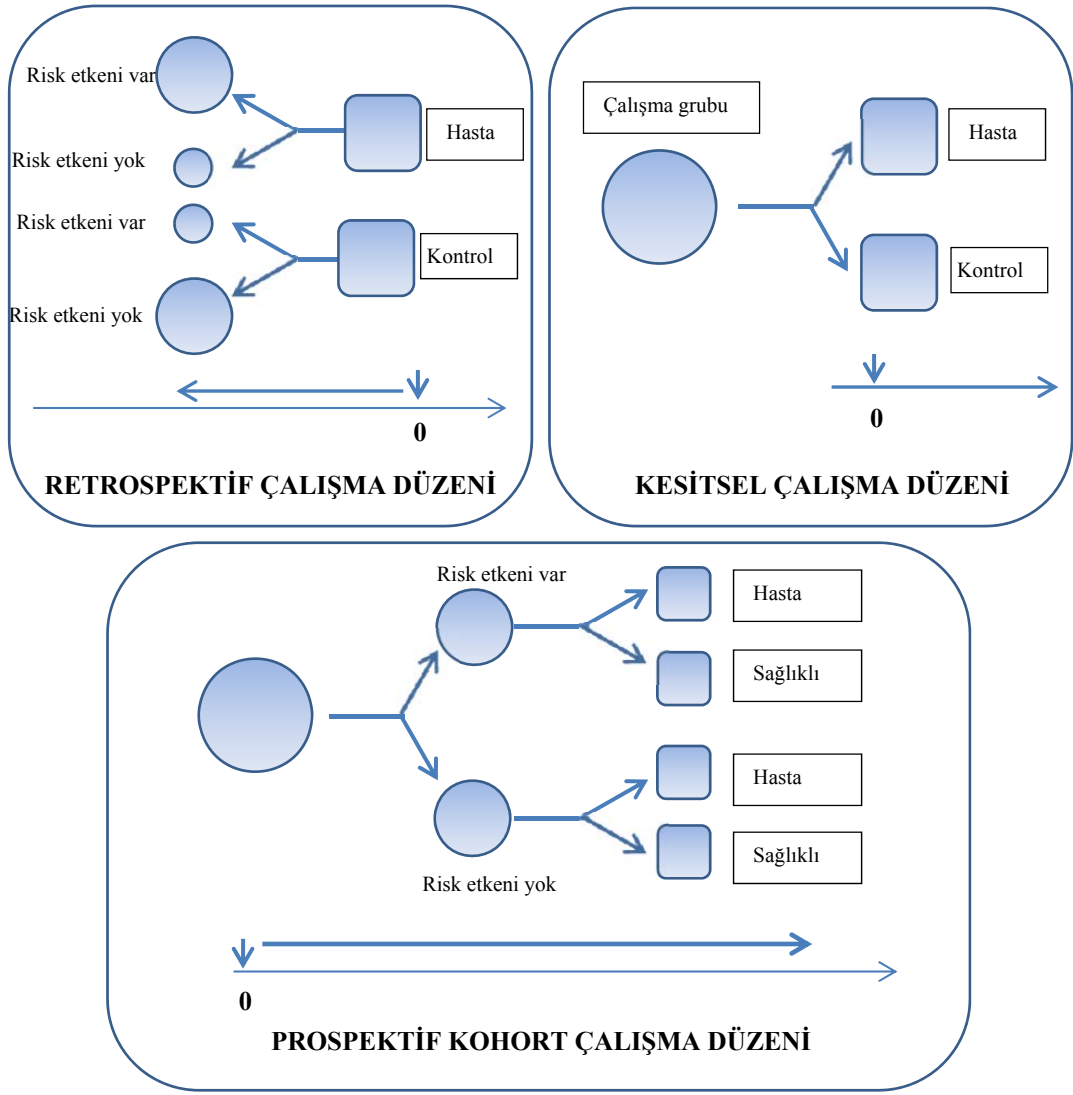 Risk etkeni var
Hasta
Risk etkeni yok
Risk etkeni var
Kontrol
Risk etkeni yok
0
RETROSPEKTİF ÇALIŞMA DÜZENİ
Çalışma grubu
Hasta
Kontrol
0
KESİTSEL ÇALIŞMA DÜZENİ
Risk etkeni var
Hasta
Sağlıklı
Hasta
Sağlıklı
Risk etkeni yok
0
PROSPEKTİF KOHORT ÇALIŞMA DÜZENİ